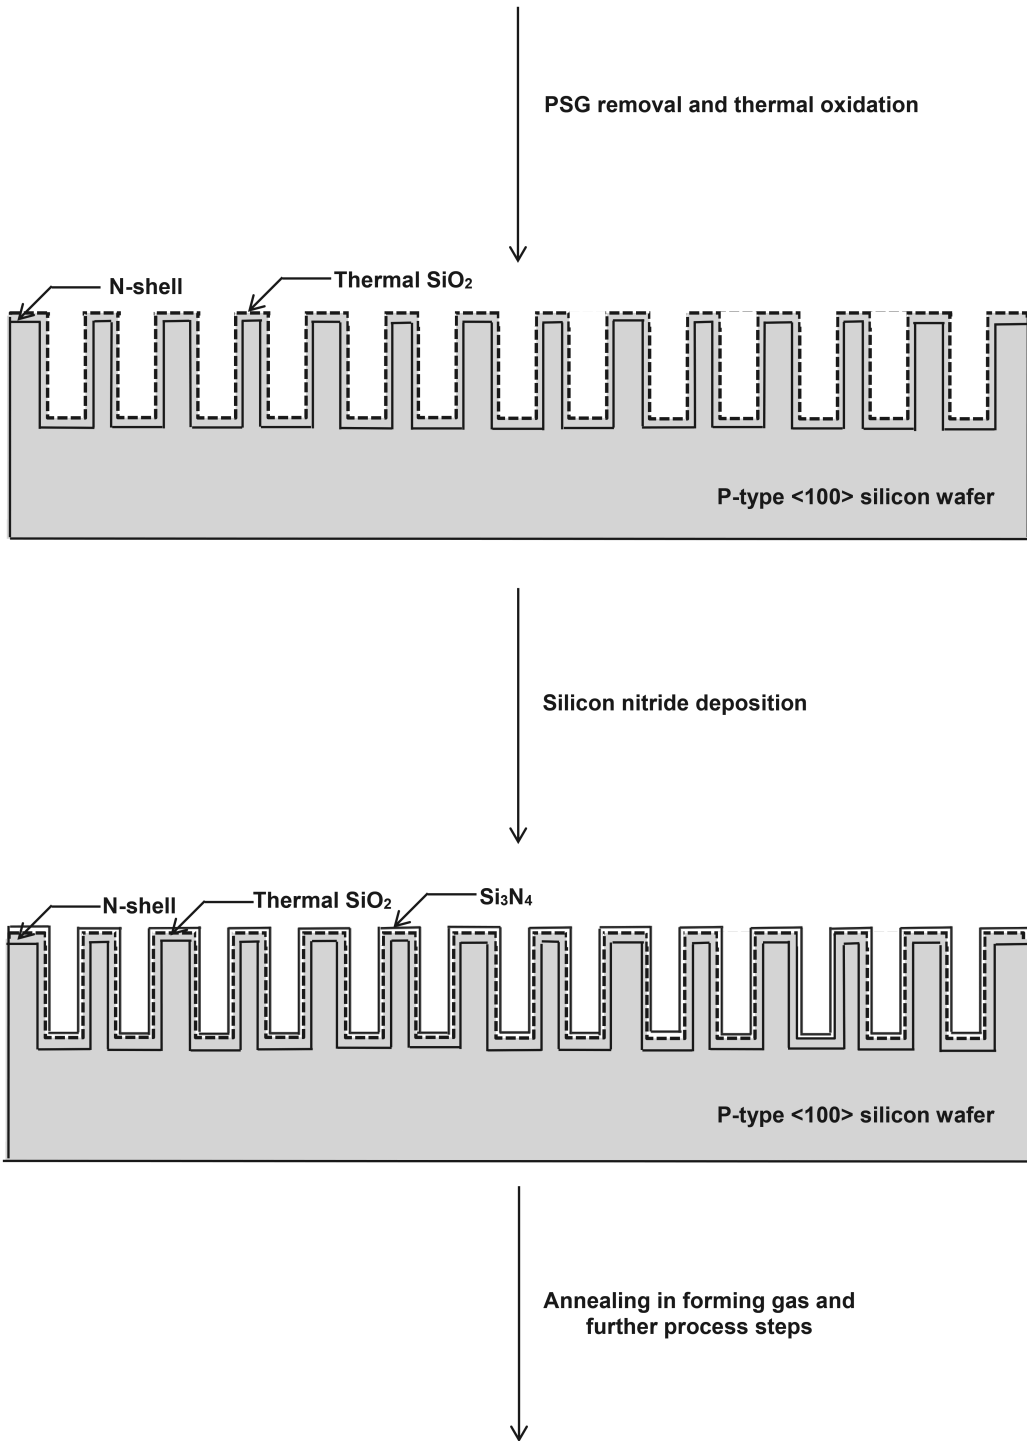 PSG removal and thermal oxidation
N-shell
Thermal SiO₂
P-type <100> silicon wafer
Silicon nitride deposition
N-shell
Thermal SiO₂
Si₃N₄
P-type <100> silicon wafer
Annealing in forming gas and
further process steps